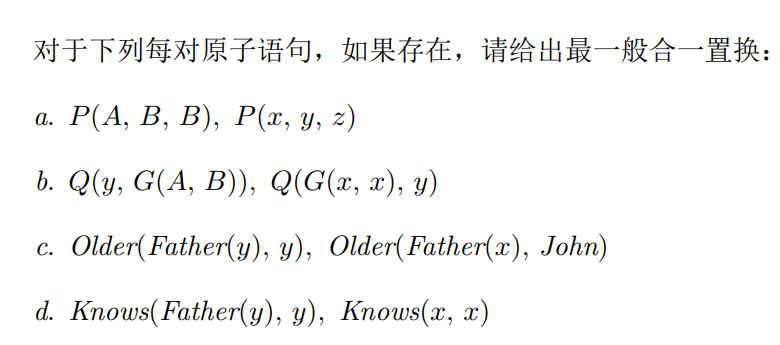 对于下列每对原子语句，如果存在，请给出最一般合一置换：
a. P(A, B, B), P(x, y, z)
b. Q(y, G(A, B)), Q(G(x, x), y)
c. Older(Father(y), y), Older(Father(x), John)
d. Knows(Father(y), y), Knows(x, x)